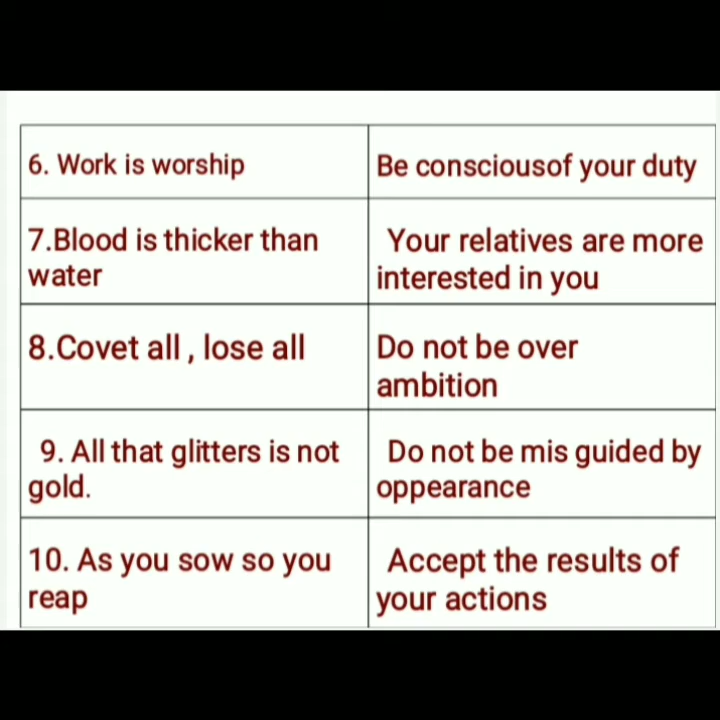 6. Work is worship
Be consciousof your duty
7.Blood is thicker than
water
Your relatives are more
interested in you
8.Covet all , lose all
Do not be over
ambition
9. All that glitters is not
gold.
Do not be mis guided by
oppearance
10. As you sow so you
reap
Accept the results of
your actions